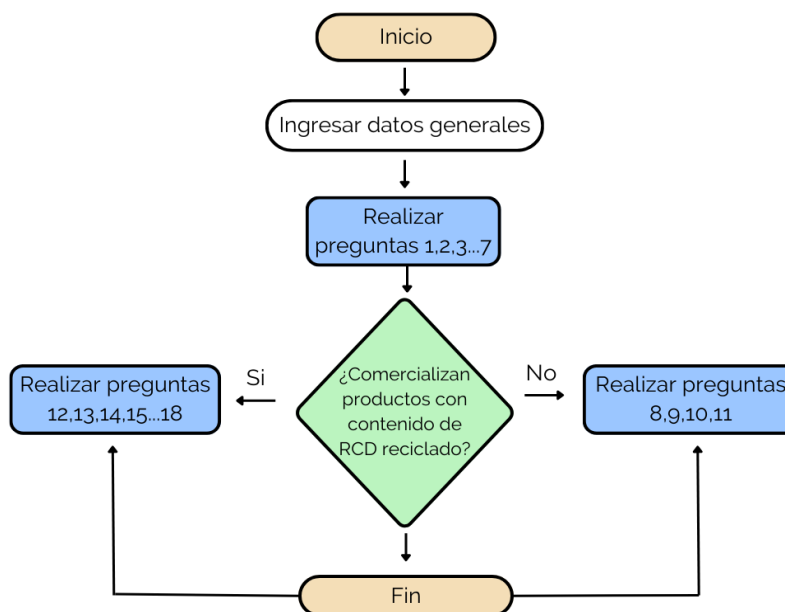 Inicio
Ingresar datos generales
Realizar
preguntas 1,2,3...7
¿Comercializan
productos con
contenido de
RCD reciclado?
Si
Realizar preguntas
12,13,14,15...18
No
Realizar preguntas
8,9,10,11
Fin